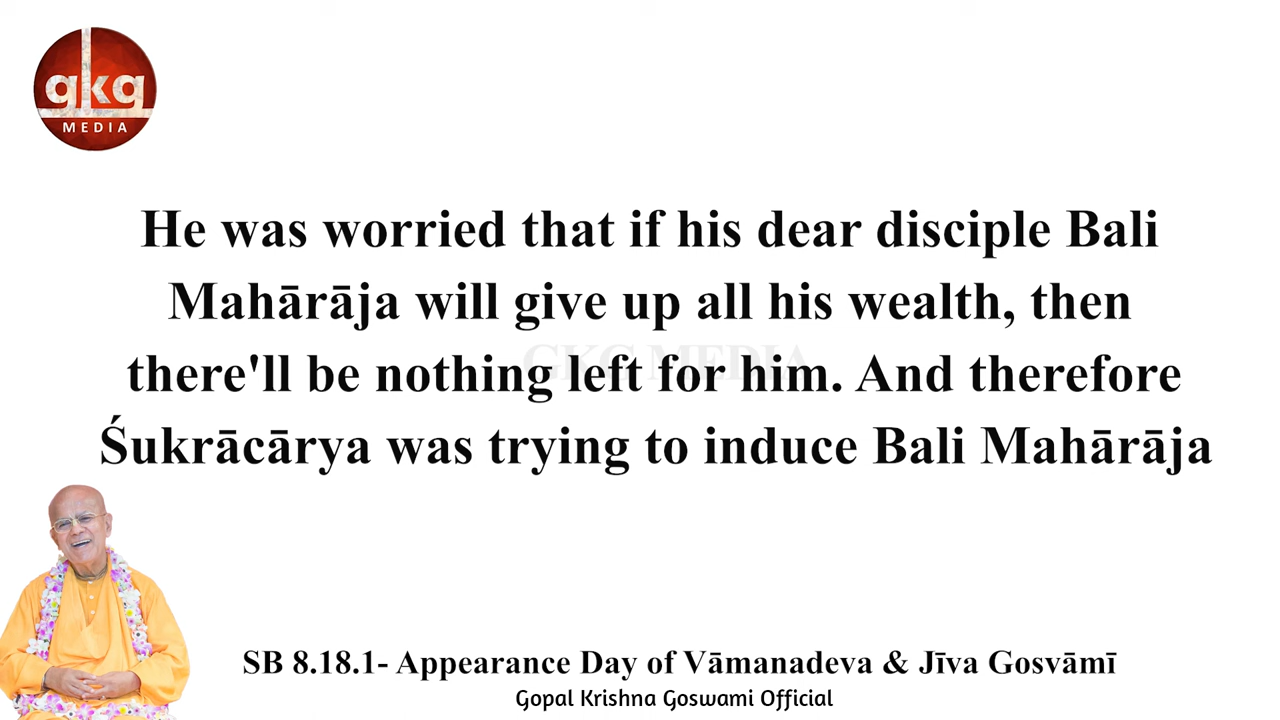 gkg
MEDIA
He was worried that if his dear disciple Bali
Mahārāja will give up all his wealth, then
there'll be nothing left for him. And therefore
GKG MEDIA
Śukrācārya was trying to induce Bali Mahārāja
SB 8.18.1- Appearance Day of Vāmanadeva & Jīva Gosvāmī
Gopal Krishna Goswami Official